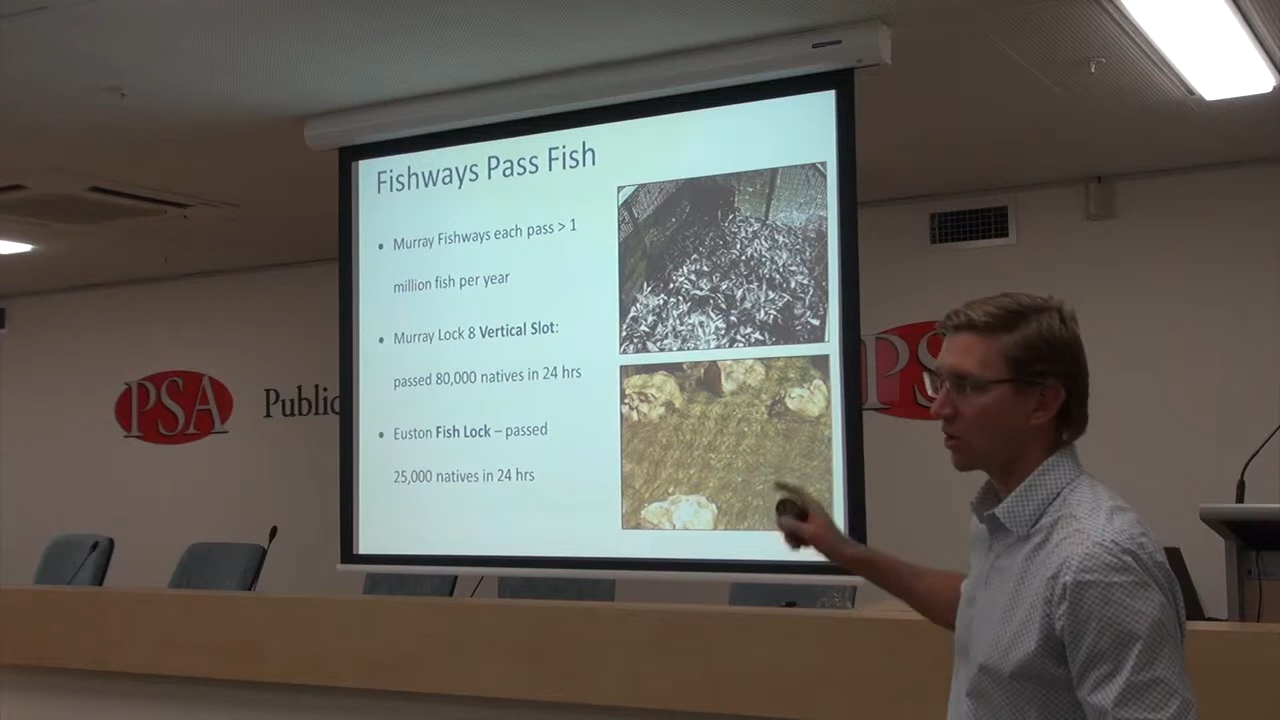 Fishways Pass Fish
• Murray Fishways each pass > 1
million fish per year
• Murray Lock 8 Vertical Slot:
passed 80,000 natives in 24 hrs
• Euston Fish Lock – passed
25,000 natives in 24 hrs
PSA Public
PS